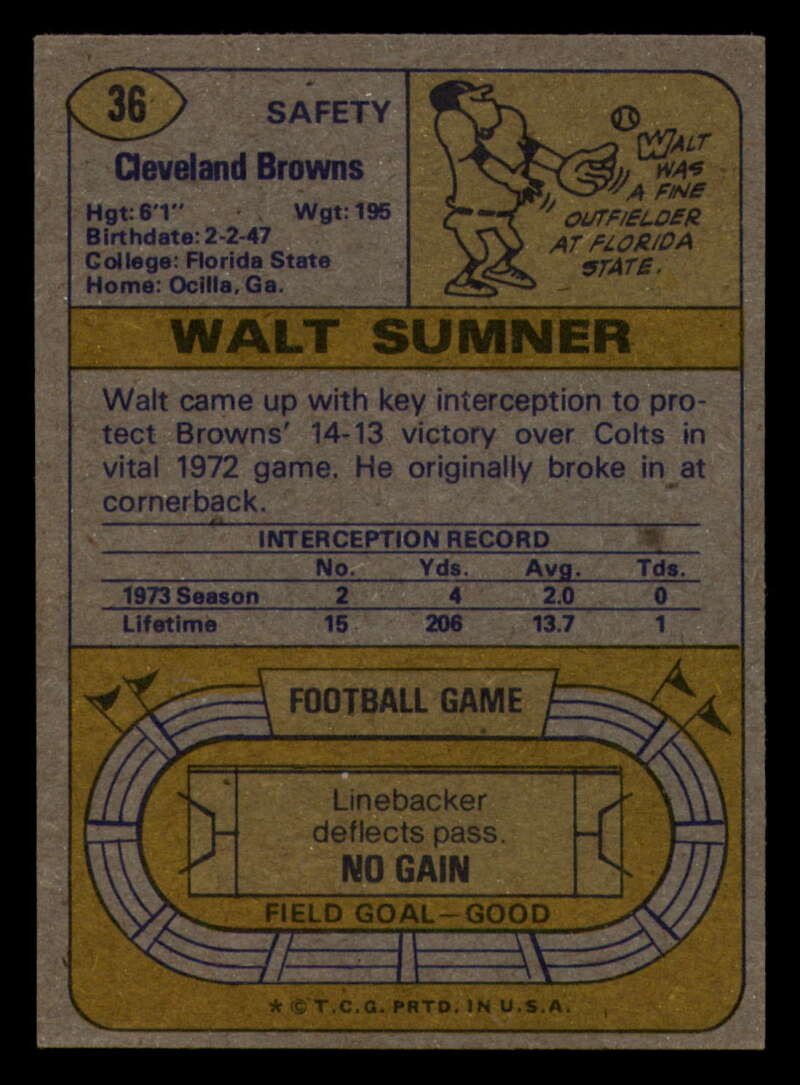 36
SAFETY
Cleveland Browns
Hgt: 6'1" Wgt: 195
Birthdate: 2-2-47
College: Florida State
Home: Ocilla, Ga.
WALT
WAS
A FINE
OUTFIELDER
AT FLORIDA
STATE.
WALT SUMNER
Walt came up with key interception to pro-
tect Browns' 14-13 victory over Colts in
vital 1972 game. He originally broke in at
cornerback.
INTERCEPTION RECORD
No. Yds. Avg. Tds.
1973 Season 2 4 2.0 0
Lifetime 15 206 13.7 1
FOOTBALL GAME
Linebacker
deflects pass.
NO GAIN
FIELD GOAL—GOOD
* © T.C.G. PRTD. IN U.S.A.